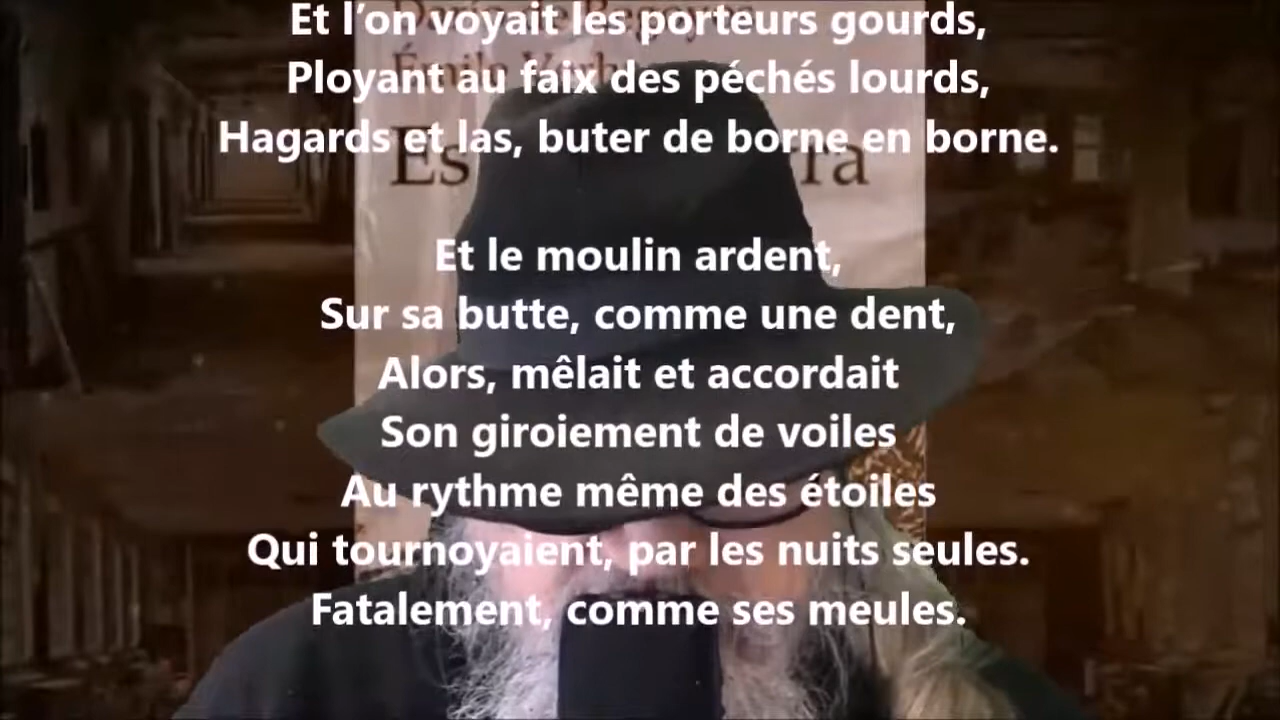 Et l’on voyait les porteurs gourds,
Ployant au faix des péchés lourds,
Hagards et las, buter de borne en borne.
Et le moulin ardent,
Sur sa butte, comme une dent,
Alors, mêlait et accordait
Son giroiement de voiles
Au rythme même des étoiles
Qui tournoyaient, par les nuits seules.
Fatalement, comme ses meules.